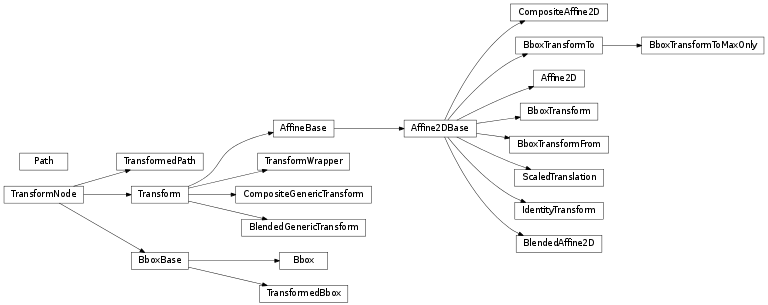 CompositeAffine2D
BboxTransformTo
BboxTransformToMaxOnly
Affine2D
BboxTransform
AffineBase
Affine2DBase
BboxTransformFrom
Path
TransformedPath
TransformWrapper
ScaledTranslation
TransformNode
Transform
CompositeGenericTransform
IdentityTransform
BlendedGenericTransform
BlendedAffine2D
BboxBase
Bbox
TransformedBbox